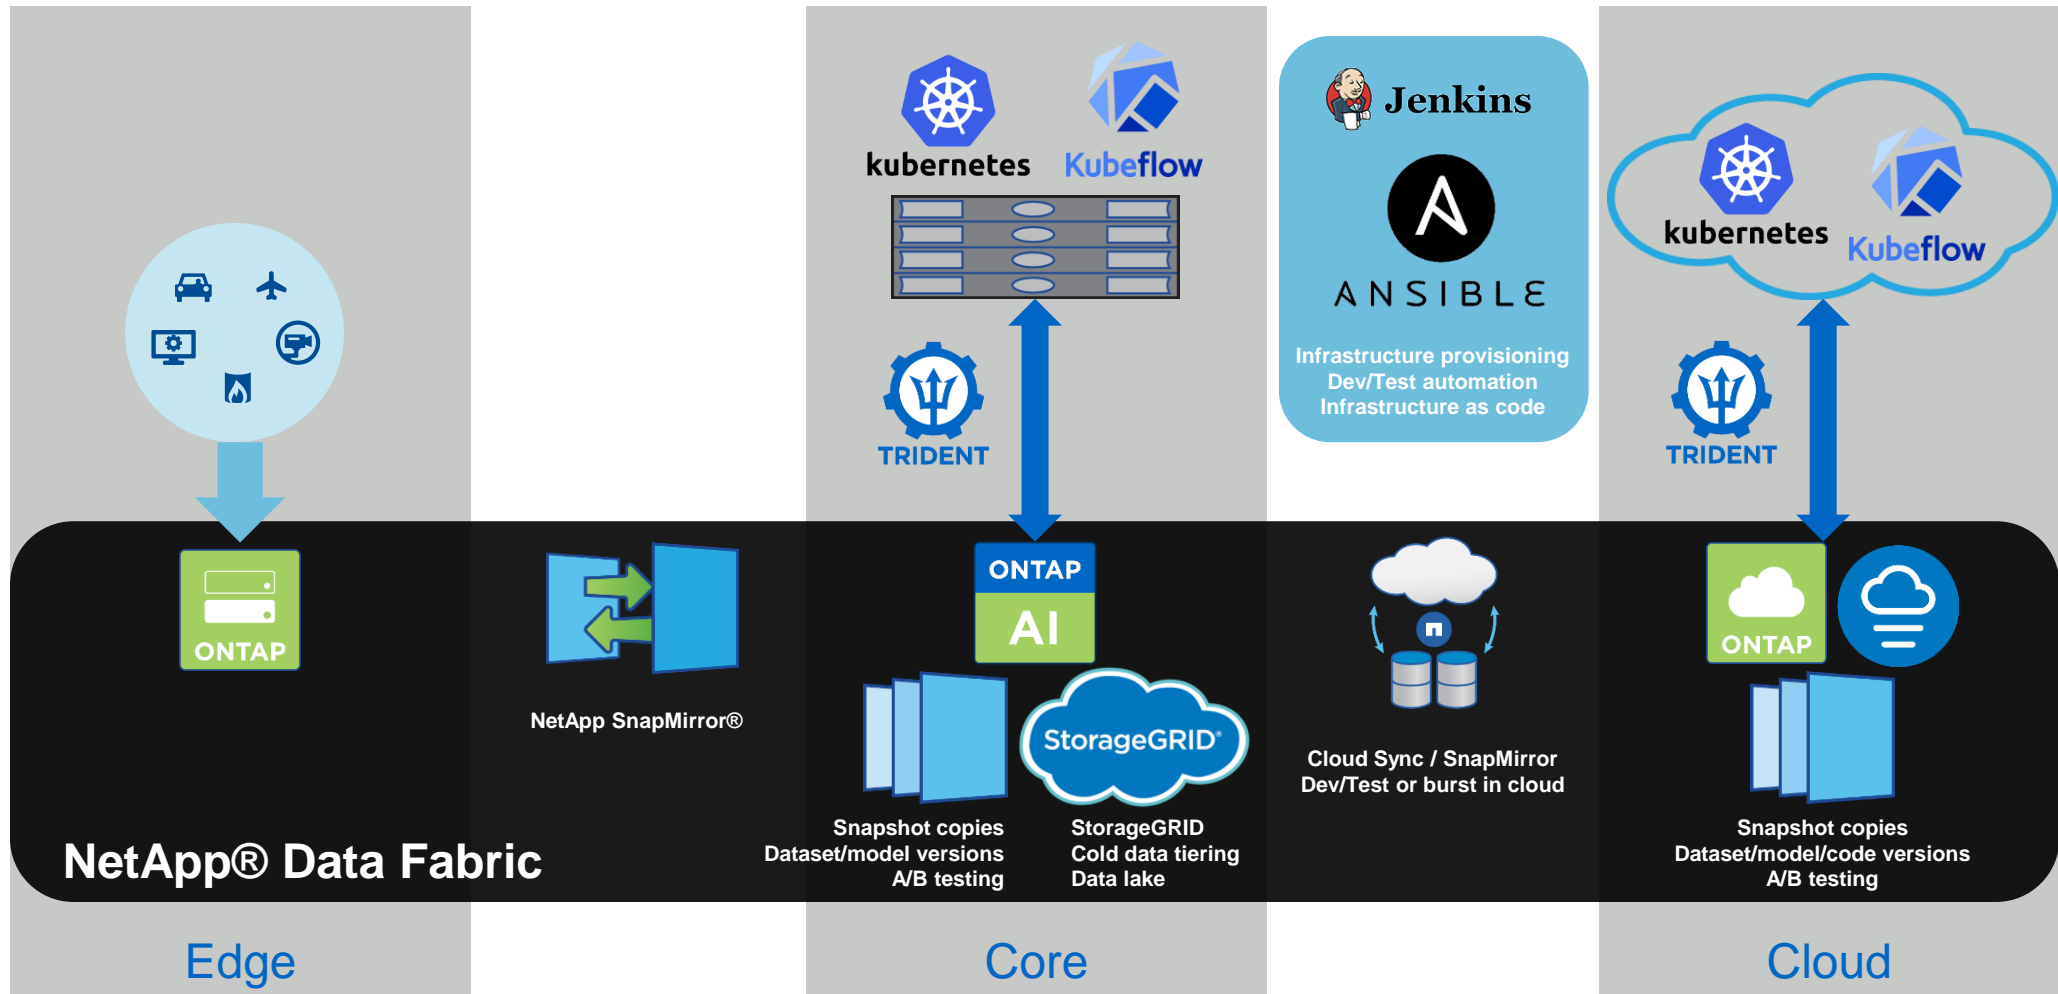 kubernetes
Kubeflow
Jenkins
ANSIBLE
Infrastructure provisioning
Dev/Test automation
Infrastructure as code
kubernetes
Kubeflow
TRIDENT
TRIDENT
ONTAP
NetApp SnapMirror®
ONTAP
AI
StorageGRID®
Snapshot copies
Dataset/model versions
A/B testing
StorageGRID
Cold data tiering
Data lake
Cloud Sync / SnapMirror
Dev/Test or burst in cloud
ONTAP
Snapshot copies
Dataset/model/code versions
A/B testing
NetApp® Data Fabric
Edge
Core
Cloud